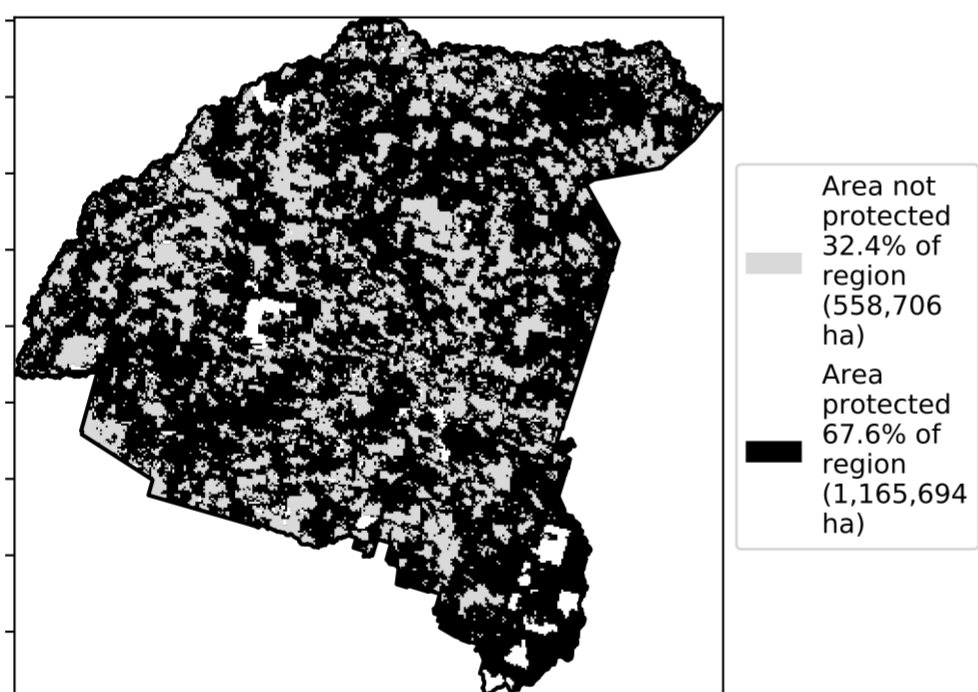 Area not
protected
32.4% of
region
(558,706
ha)
Area
protected
67.6% of
region
(1,165,694
ha)